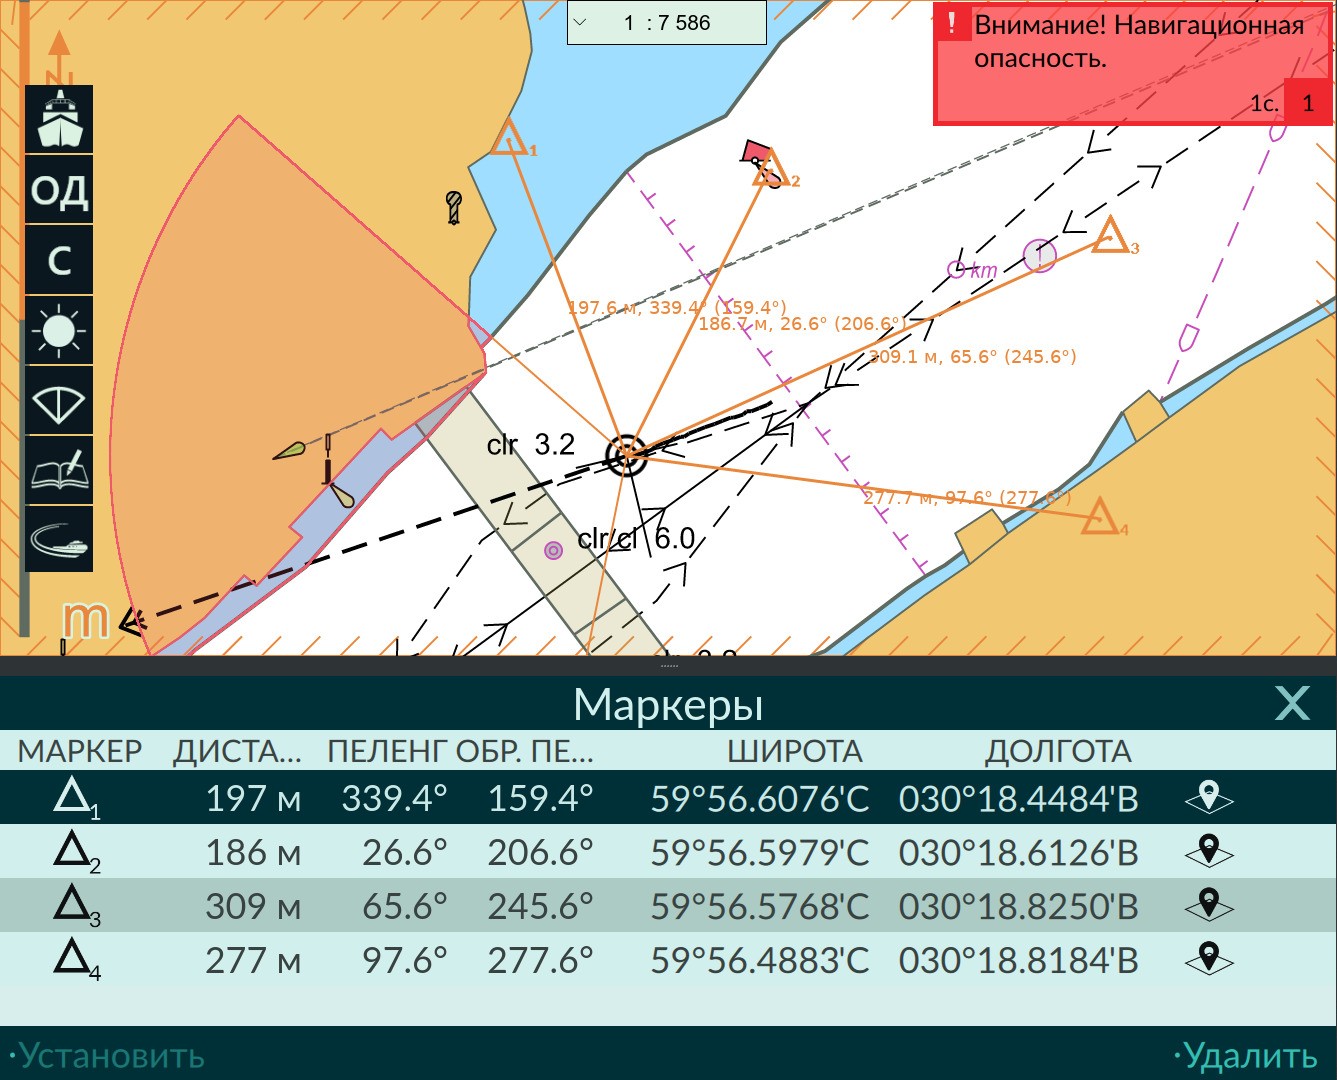 1 : 7 586
! Внимание! Навигационная
опасность.
1с. 1
N
ОД
С
m
1
2
3
4
km
!
197.6 м, 339.4° (159.4°)
186.7 м, 26.6° (206.6°)
309.1 м, 65.6° (245.6°)
277.7 м, 97.6° (277.6°)
clr 3.2
clr cl 6.0
Маркеры X
МАРКЕР ДИСТА... ПЕЛЕНГ ОБР. ПЕ... ШИРОТА ДОЛГОТА
1 197 м 339.4° 159.4° 59°56.6076'С 030°18.4484'В
2 186 м 26.6° 206.6° 59°56.5979'С 030°18.6126'В
3 309 м 65.6° 245.6° 59°56.5768'С 030°18.8250'В
4 277 м 97.6° 277.6° 59°56.4883'С 030°18.8184'В
·Установить ·Удалить